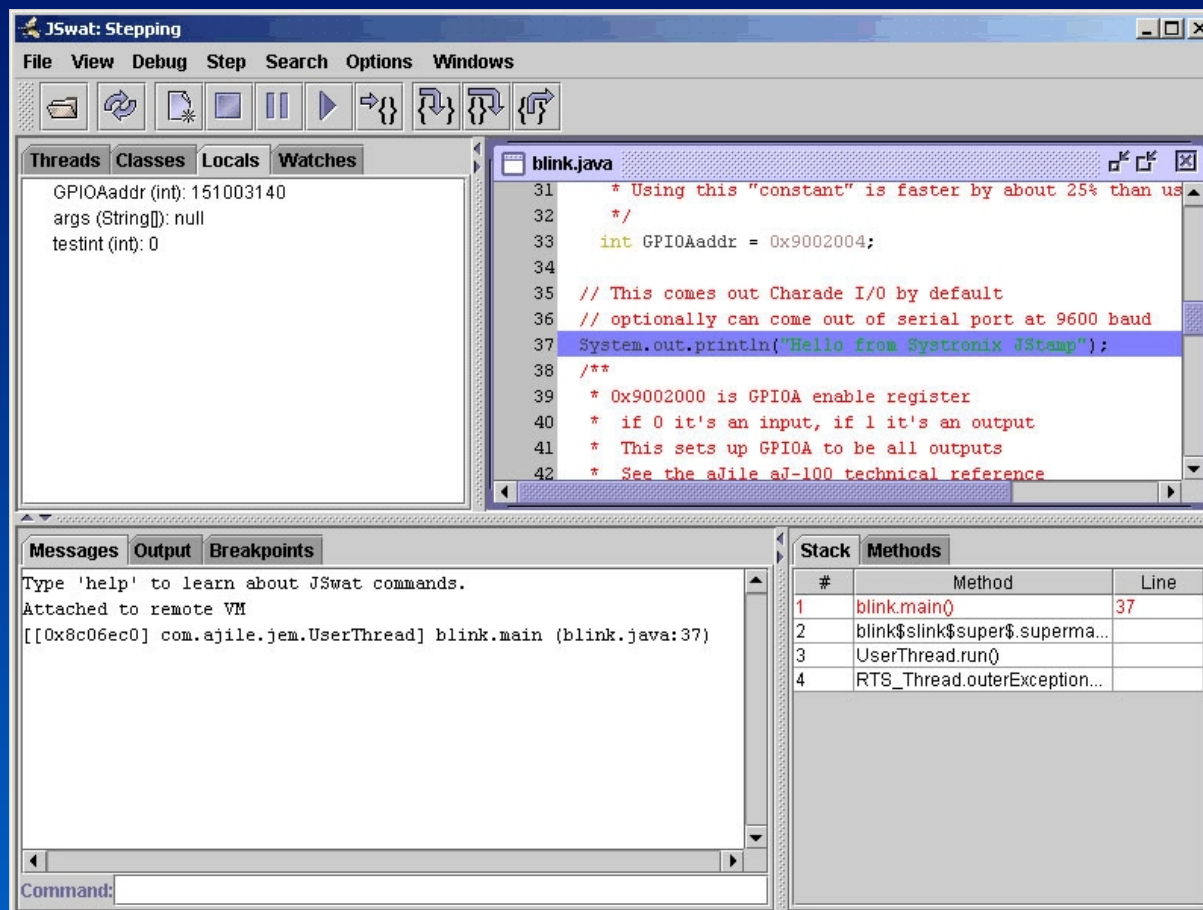 JSwat: Stepping
File View Debug Step Search Options Windows
Threads Classes Locals Watches
GPIOAaddr (int): 151003140
args (String[]): null
testint (int): 0
blink.java
31 * Using this "constant" is faster by about 25% than us
32 */
33 int GPIOAaddr = 0x9002004;
34
35 // This comes out Charade I/O by default
36 // optionally can come out of serial port at 9600 baud
37 System.out.println("Hello from Systronix JStamp");
38 /**
39 * 0x9002000 is GPIOA enable register
40 * if 0 it's an input, if 1 it's an output
41 * This sets up GPIOA to be all outputs
42 * See the aJile aJ-100 technical reference
Messages Output Breakpoints
Type 'help' to learn about JSwat commands.
Attached to remote VM
[[0x8c06ec0] com.ajile.jem.UserThread] blink.main (blink.java:37)
Command:
Stack Methods
# Method Line
1 blink.main() 37
2 blink$slink$super$.superma...
3 UserThread.run()
4 RTS_Thread.outerException...